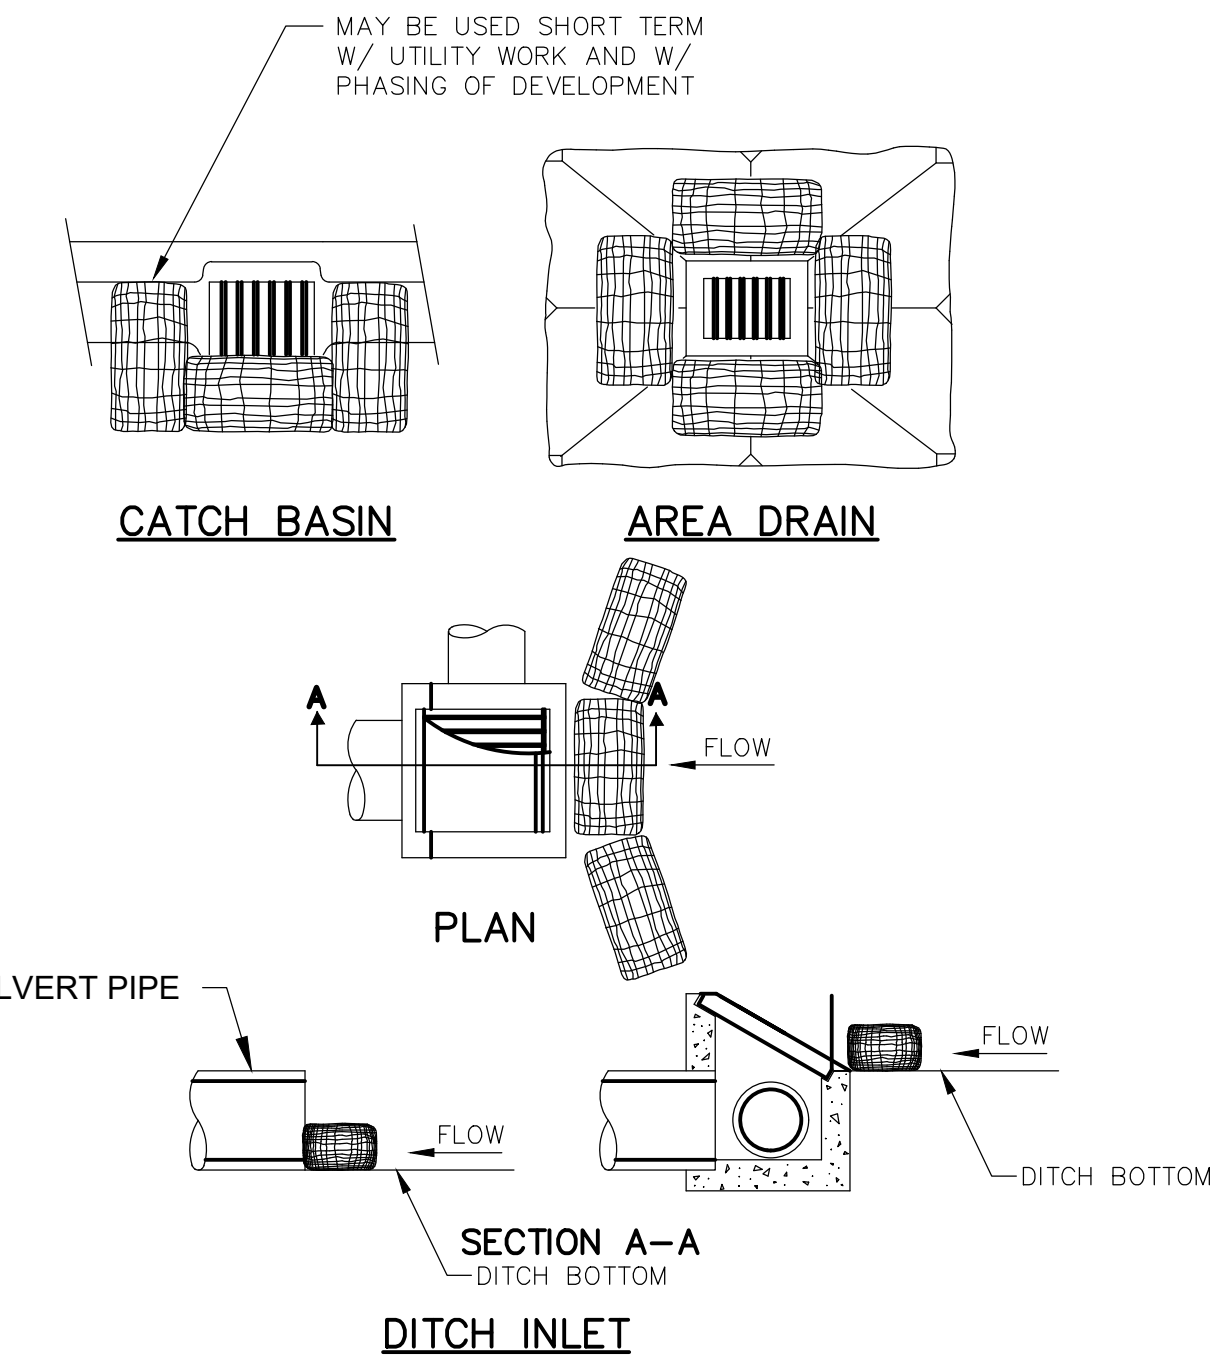 MAY BE USED SHORT TERM
W/ UTILITY WORK AND W/
PHASING OF DEVELOPMENT
CATCH BASIN
AREA DRAIN
A
A
FLOW
PLAN
LVERT PIPE
FLOW
FLOW
DITCH BOTTOM
SECTION A-A
DITCH BOTTOM
DITCH INLET